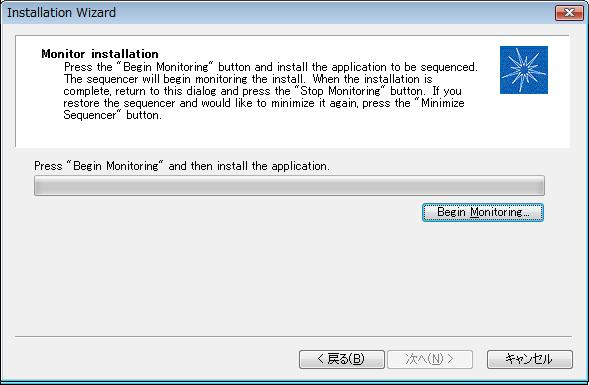 Installation Wizard
Monitor installation
Press the "Begin Monitoring" button and install the application to be sequenced.
The sequencer will begin monitoring the install. When the installation is
complete, return to this dialog and press the "Stop Monitoring" button. If you
restore the sequencer and would like to minimize it again, press the "Minimize
Sequencer" button.
Press "Begin Monitoring" and then install the application.
Begin Monitoring...
< 戻る(B)
次へ(N) >
キャンセル